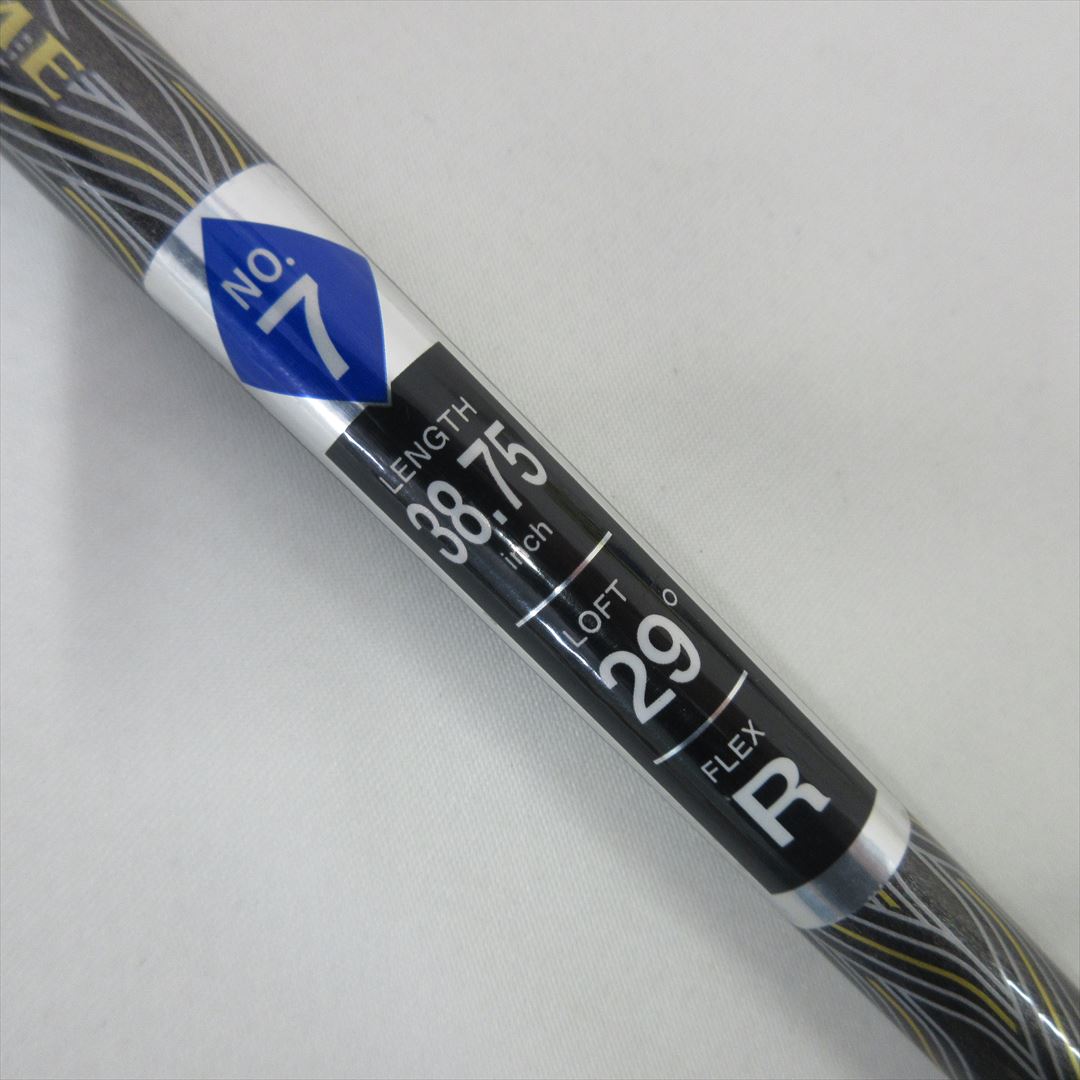 NO.
7
LENGTH
38.75
inch
LOFT
29°
FLEX
R